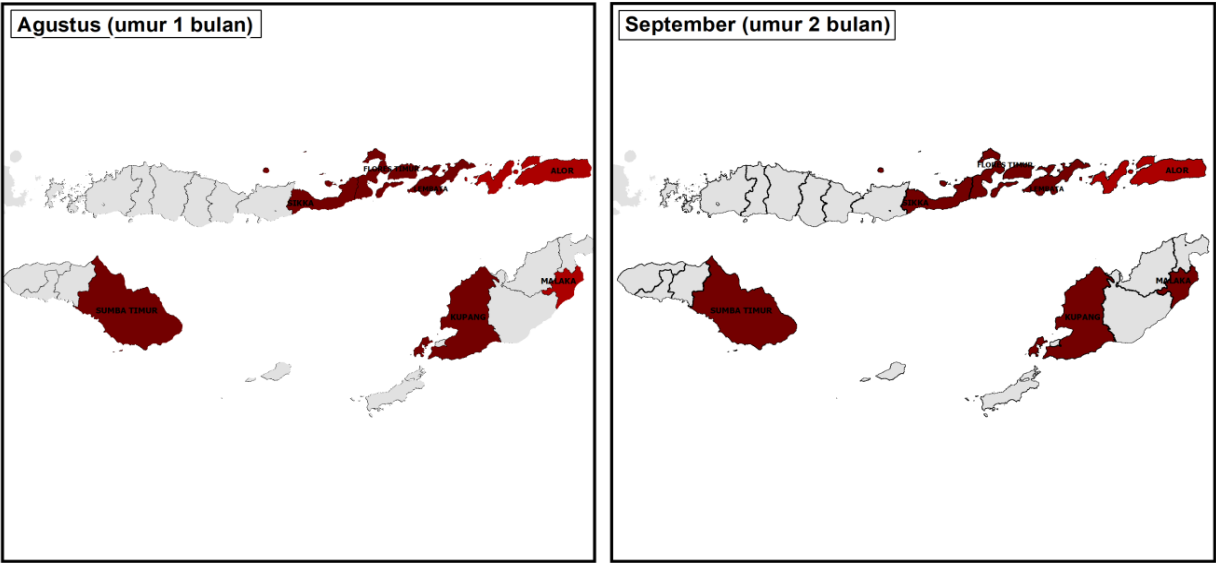 Agustus (umur 1 bulan)
FLORES TIMUR
ALOR
LEMBATA
SIKKA
MALAKA
SUMBA TIMUR
KUPANG
September (umur 2 bulan)
FLORES TIMUR
ALOR
LEMBATA
SIKKA
MALAKA
SUMBA TIMUR
KUPANG